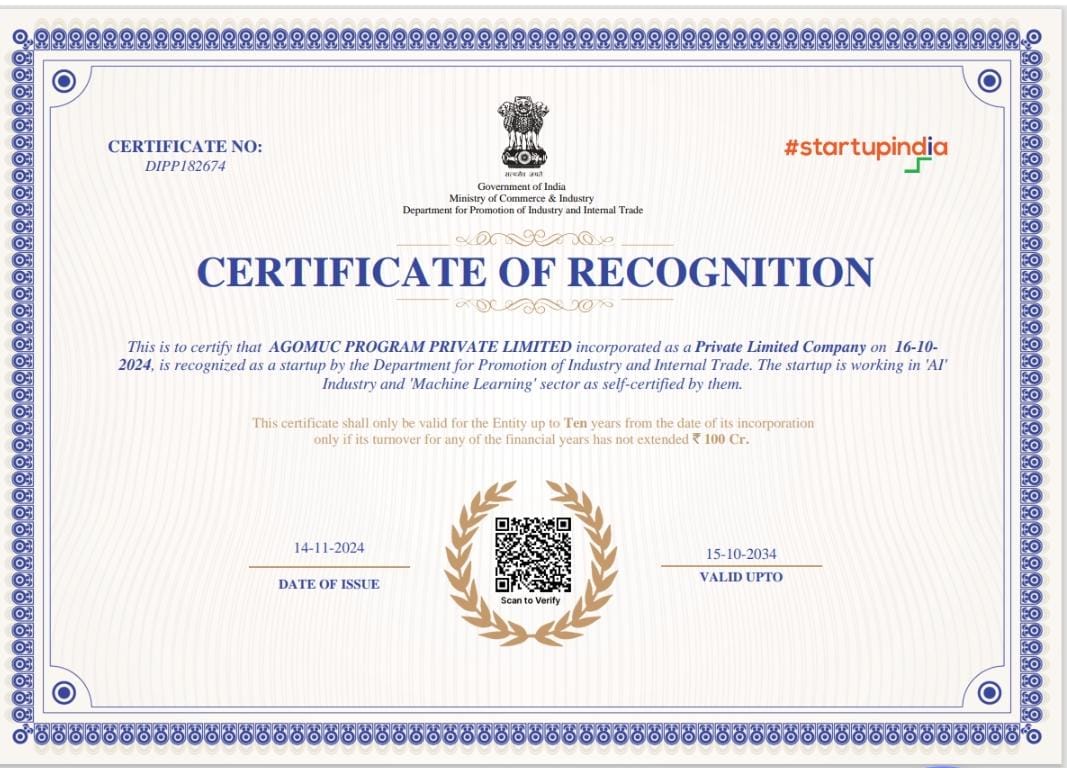 CERTIFICATE NO:
DIPP182674
#startupindia
सत्यमेव जयते
Government of India
Ministry of Commerce & Industry
Department for Promotion of Industry and Internal Trade
CERTIFICATE OF RECOGNITION
This is to certify that AGOMUC PROGRAM PRIVATE LIMITED incorporated as a Private Limited Company on 16-10-
2024, is recognized as a startup by the Department for Promotion of Industry and Internal Trade. The startup is working in 'AI'
Industry and 'Machine Learning' sector as self-certified by them.
This certificate shall only be valid for the Entity up to Ten years from the date of its incorporation
only if its turnover for any of the financial years has not extended ₹ 100 Cr.
14-11-2024
DATE OF ISSUE
Scan to Verify
15-10-2034
VALID UPTO